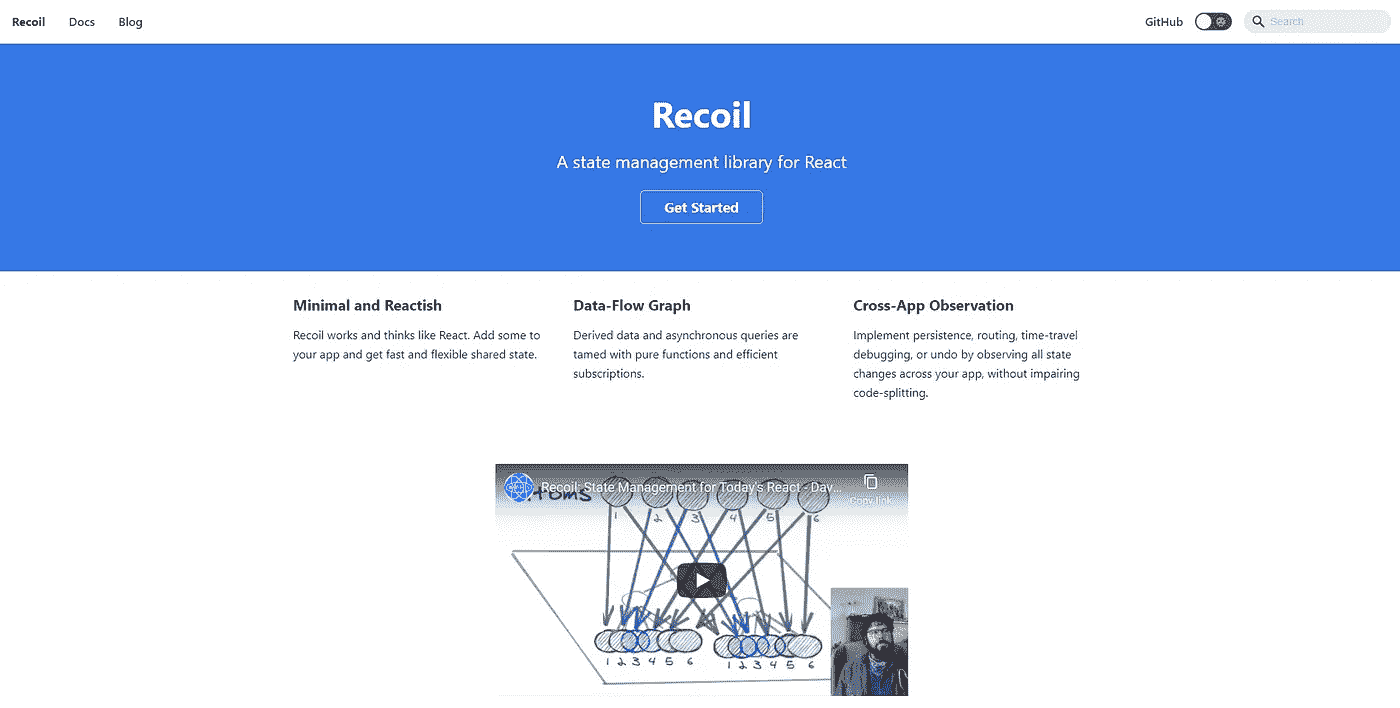 Recoil Docs Blog GitHub Search
Recoil
A state management library for React
Get Started
Minimal and Reactish
Recoil works and thinks like React. Add some to
your app and get fast and flexible shared state.
Data-Flow Graph
Derived data and asynchronous queries are
tamed with pure functions and efficient
subscriptions.
Cross-App Observation
Implement persistence, routing, time-travel
debugging, or undo by observing all state
changes across your app, without impairing
code-splitting.
Recoil: State Management for Today's React - Dav...
Copy link
toms
1 2 3 4 5 6
1 2 3 4 5 6 1 2 3 4 5 6